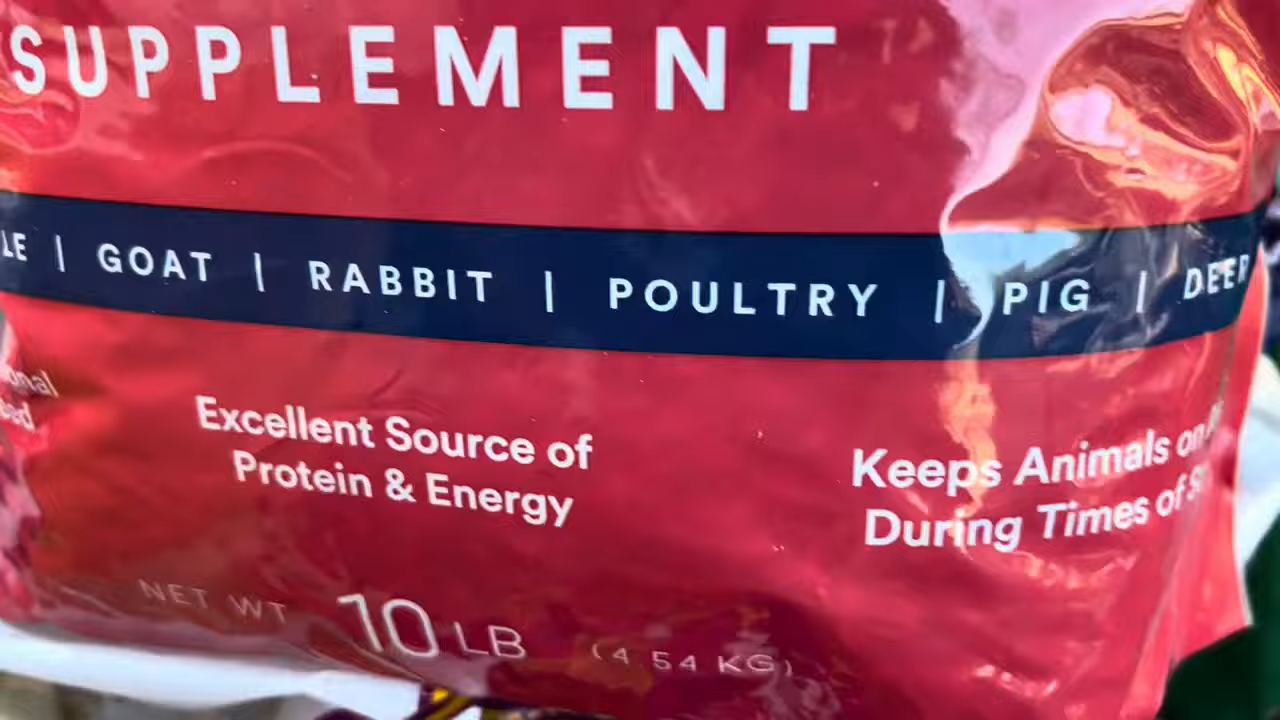 SUPPLEMENT
LE | GOAT | RABBIT | POULTRY | PIG | DEER
Excellent Source of
Protein & Energy
Keeps Animals on
During Times of
NET WT 10 LB (4 54 KG)